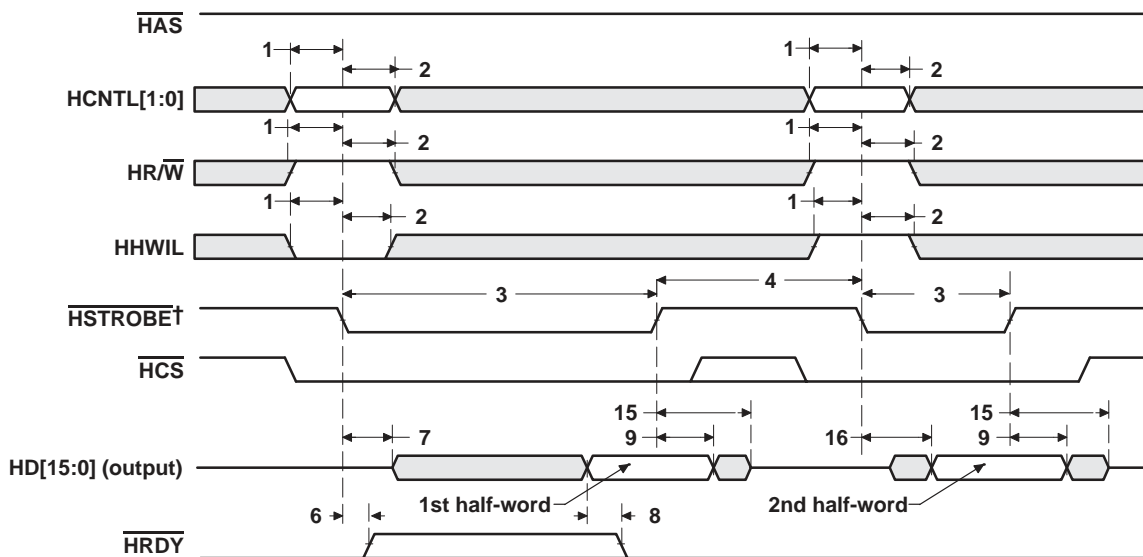 HAS
1
2
1
2
HCNTL[1:0]
1
2
1
2
HR/W
1
2
1
2
HHWIL
3
4
3
HSTROBE†
HCS
7
15
9
16
15
9
HD[15:0] (output)
1st half-word
2nd half-word
6
8
HRDY